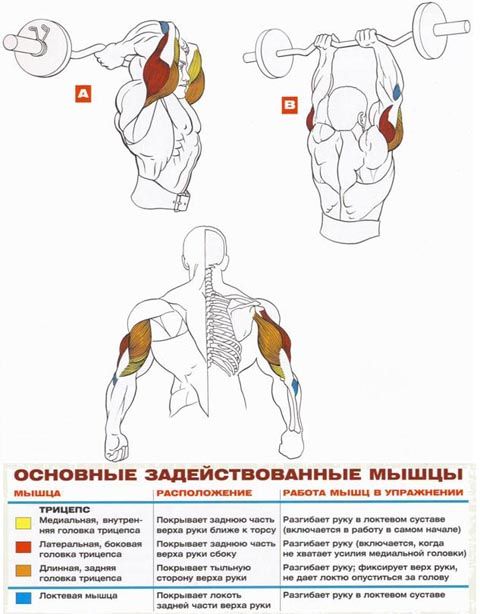 А
В
ОСНОВНЫЕ ЗАДЕЙСТВОВАННЫЕ МЫШЦЫ
МЫШЦА РАСПОЛОЖЕНИЕ РАБОТА МЫШЦ В УПРАЖНЕНИИ
ТРИЦЕПС
Медиальная, внутрен- Покрывает заднюю часть Разгибает руку в локтевом суставе
няя головка трицепса верха руки ближе к торсу (включается в работу в самом начале)
Латеральная, боковая Покрывает заднюю часть Разгибает руку (включается, когда
головка трицепса верха руки сбоку не хватает усилия медиальной головки)
Длинная, задняя Покрывает тыльную Разгибает руку; фиксирует верх руки,
головка трицепса сторону верха руки не дает локтю опуститься за голову
Локтевая мышца Покрывает локоть Разгибает руку в локтевом суставе
задней части верха руки